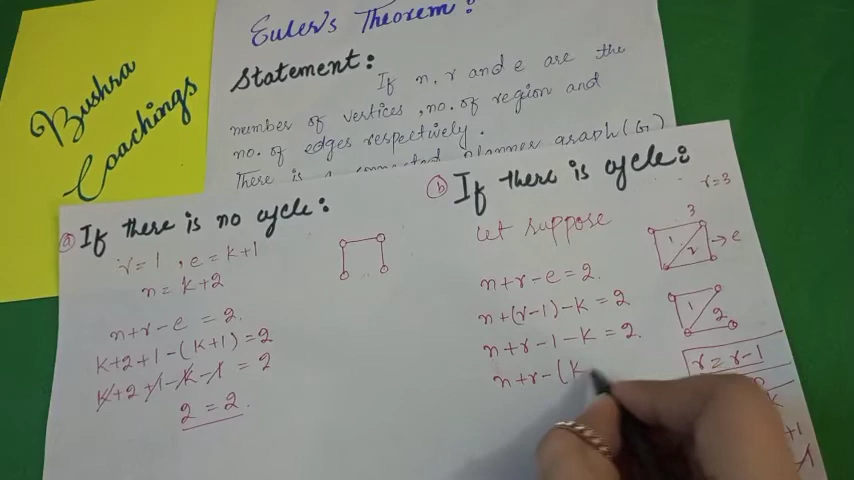 Bushra
Coachings
Euler's Theorem:
Statement:
If n, r and e are the
number of vertices, no. of region and
no. of edges respectively.
There is a connected planner graph (G)
ⓐ If there is no cycle:
r=1, e=k+1
n=k+2
n+r-e=2.
k+2+1-(k+1)=2
k+2+1-k-1=2
2=2.
ⓑ If there is cycle:
r=3
Let suppose
3
1
2
→e
n+r-e=2.
n+(r-1)-k=2
1
2
n+r-1-k=2.
r=r-1
n+r-(k
k
+1